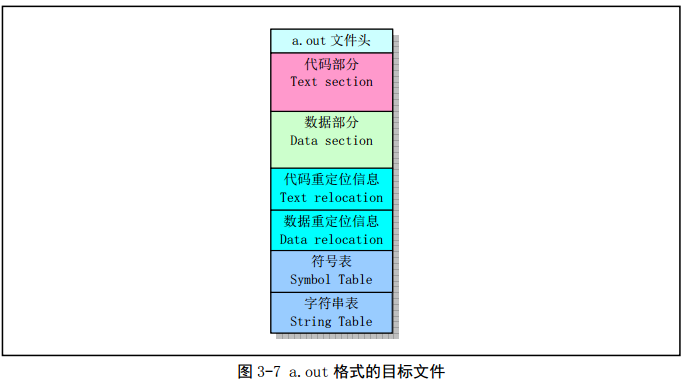 a.out 文件头
代码部分
Text section
数据部分
Data section
代码重定位信息
Text relocation
数据重定位信息
Data relocation
符号表
Symbol Table
字符串表
String Table
图 3-7 a.out 格式的目标文件